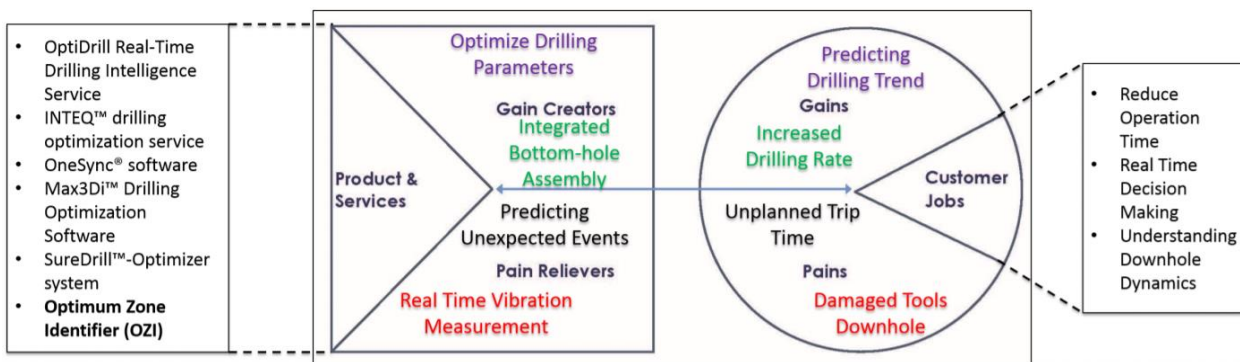 • OptiDrill Real-Time
Drilling Intelligence
Service
• INTEQ™ drilling
optimization service
• OneSync® software
• Max3Di™ Drilling
Optimization
Software
• SureDrill™-Optimizer
system
• Optimum Zone
Identifier (OZI)
Product &
Services
Optimize Drilling
Parameters
Gain Creators
Integrated
Bottom-hole
Assembly
Predicting
Unexpected Events
Pain Relievers
Real Time Vibration
Measurement
Predicting
Drilling Trend
Gains
Increased
Drilling Rate
Unplanned Trip
Time
Pains
Damaged Tools
Downhole
Customer
Jobs
• Reduce
Operation
Time
• Real Time
Decision
Making
• Understanding
Downhole
Dynamics